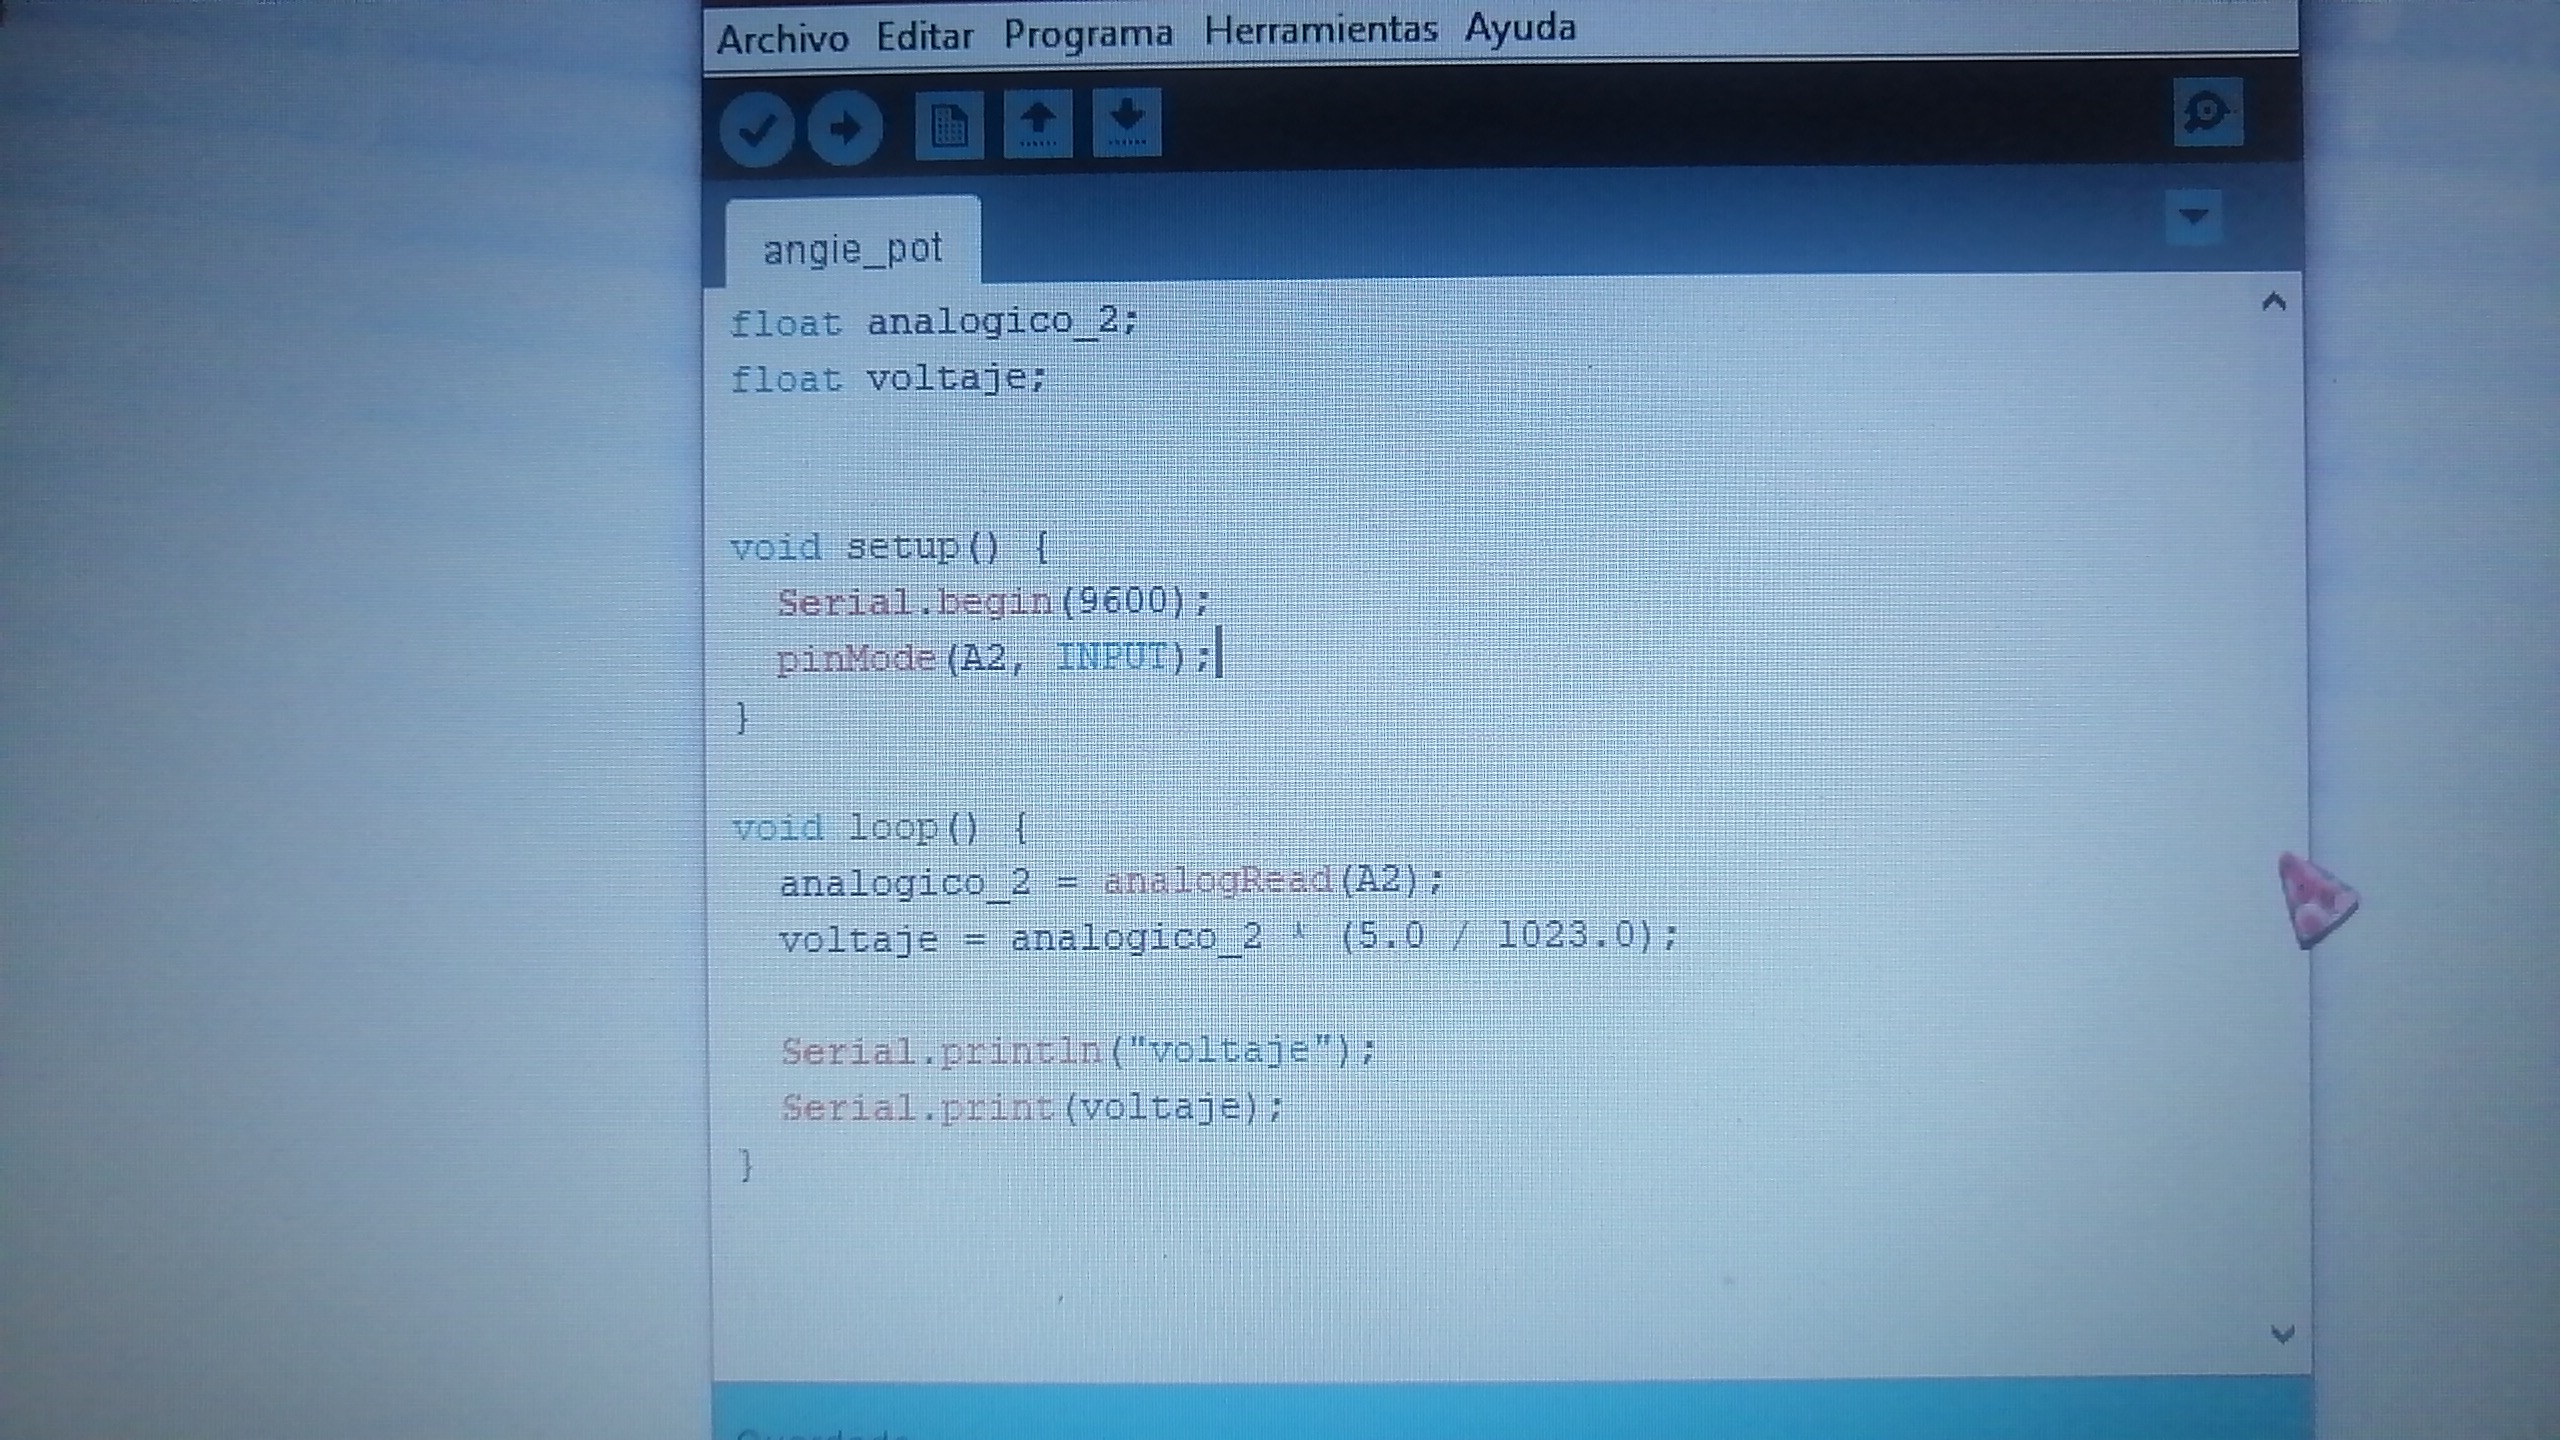 Archivo Editar Programa Herramientas Ayuda
angie_pot
float analogico_2;
float voltaje;
void setup() {
Serial.begin(9600);
pinMode(A2, INPUT);
}
void loop() {
analogico_2 = analogRead(A2);
voltaje = analogico_2 * (5.0 / 1023.0);
Serial.println("voltaje");
Serial.print(voltaje);
}